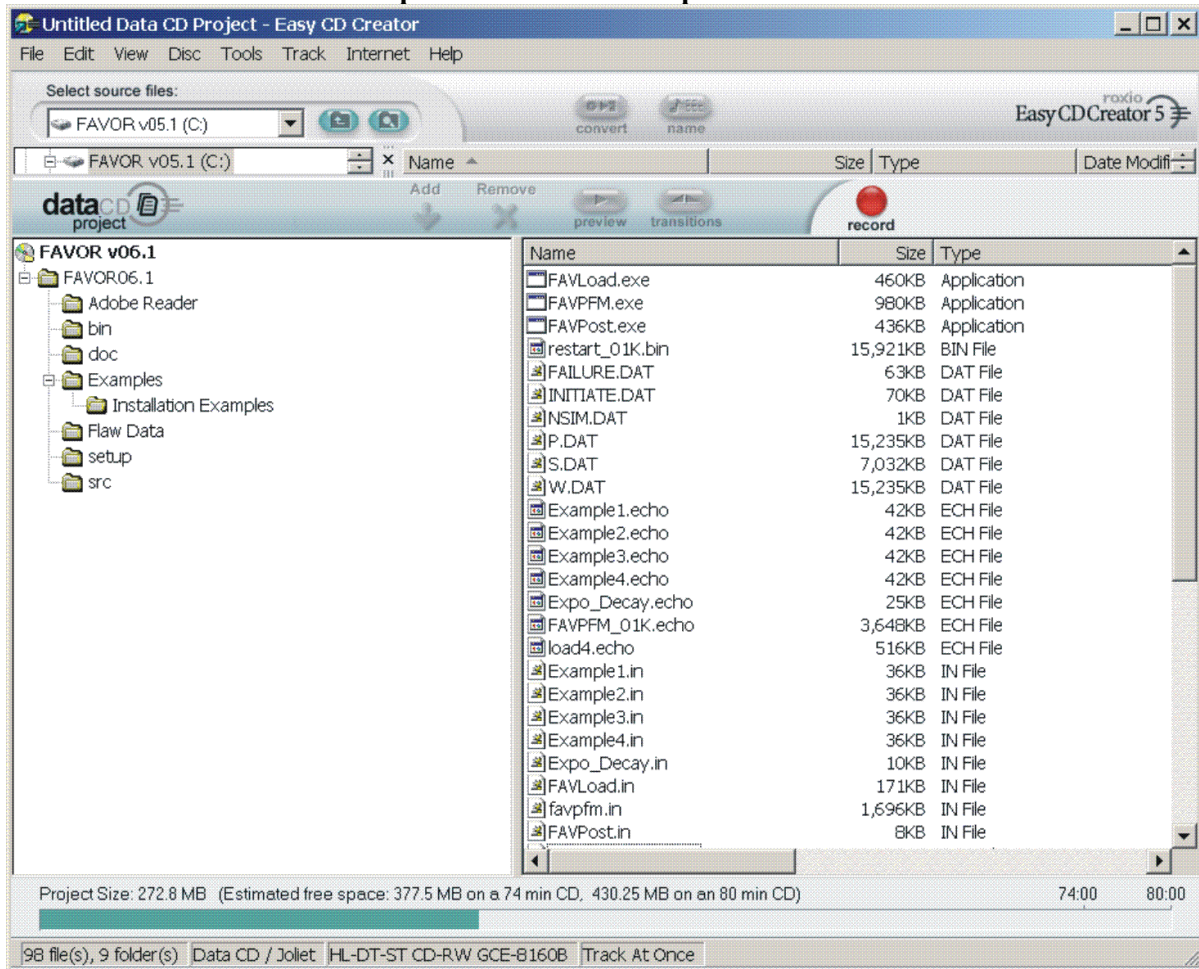 Untitled Data CD Project - Easy CD Creator
File Edit View Disc Tools Track Internet Help
Select source files:
FAVOR v05.1 (C:)
convert name
roxio
Easy CD Creator 5
FAVOR v05.1 (C:)
Name Size Type Date Modifi
data CD project
Add Remove
preview transitions
record
FAVOR v06.1
FAVOR06.1
Adobe Reader
bin
doc
Examples
Installation Examples
Flaw Data
setup
src
Name Size Type
FAVLoad.exe 460KB Application
FAVPFM.exe 980KB Application
FAVPost.exe 436KB Application
restart_01K.bin 15,921KB BIN File
FAILURE.DAT 63KB DAT File
INITIATE.DAT 70KB DAT File
NSIM.DAT 1KB DAT File
P.DAT 15,235KB DAT File
S.DAT 7,032KB DAT File
W.DAT 15,235KB DAT File
Example1.echo 42KB ECH File
Example2.echo 42KB ECH File
Example3.echo 42KB ECH File
Example4.echo 42KB ECH File
Expo_Decay.echo 25KB ECH File
FAVPFM_01K.echo 3,648KB ECH File
load4.echo 516KB ECH File
Example1.in 36KB IN File
Example2.in 36KB IN File
Example3.in 36KB IN File
Example4.in 36KB IN File
Expo_Decay.in 10KB IN File
FAVLoad.in 171KB IN File
favpfm.in 1,696KB IN File
FAVPost.in 8KB IN File
Project Size: 272.8 MB (Estimated free space: 377.5 MB on a 74 min CD, 430.25 MB on an 80 min CD) 74:00 80:00
98 file(s), 9 folder(s) Data CD / Joliet HL-DT-ST CD-RW GCE-8160B Track At Once